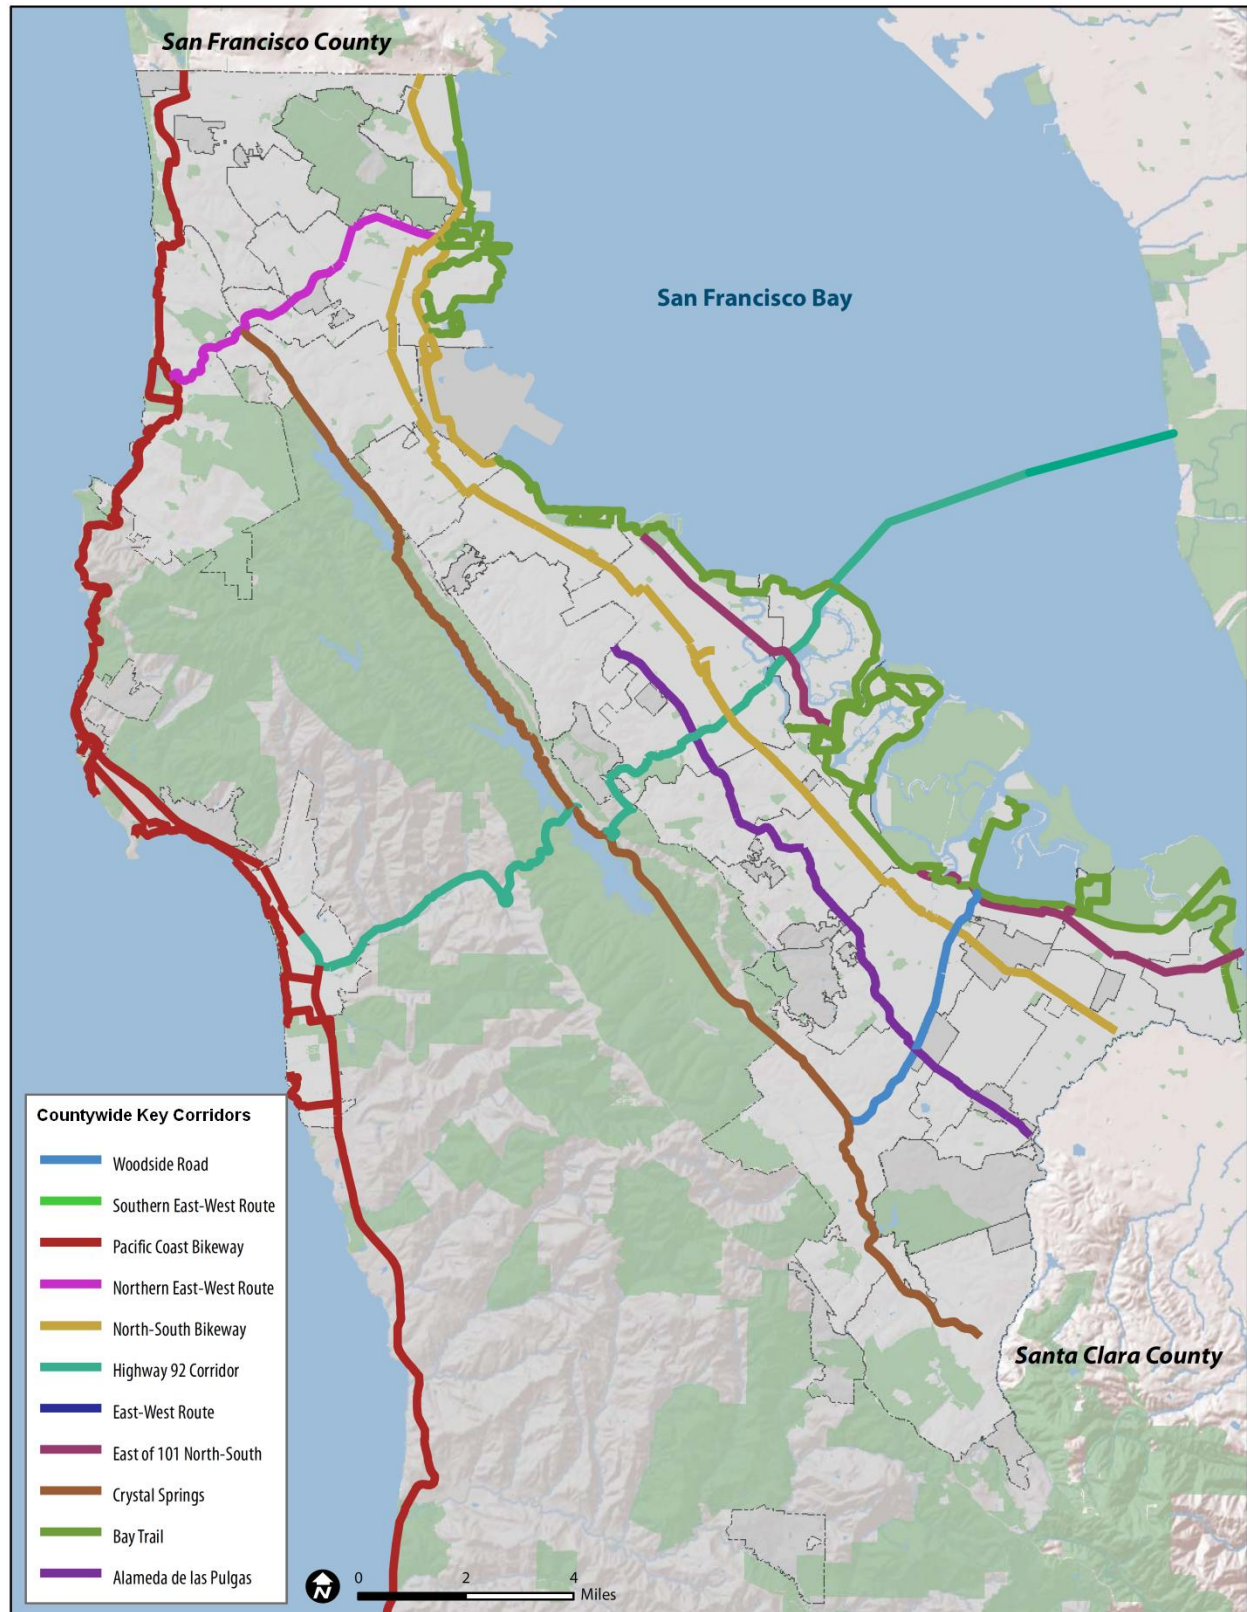 San Francisco County
San Francisco Bay
Santa Clara County
Countywide Key Corridors
Woodside Road
Southern East-West Route
Pacific Coast Bikeway
Northern East-West Route
North-South Bikeway
Highway 92 Corridor
East-West Route
East of 101 North-South
Crystal Springs
Bay Trail
Alameda de las Pulgas
N
0 2 4
Miles